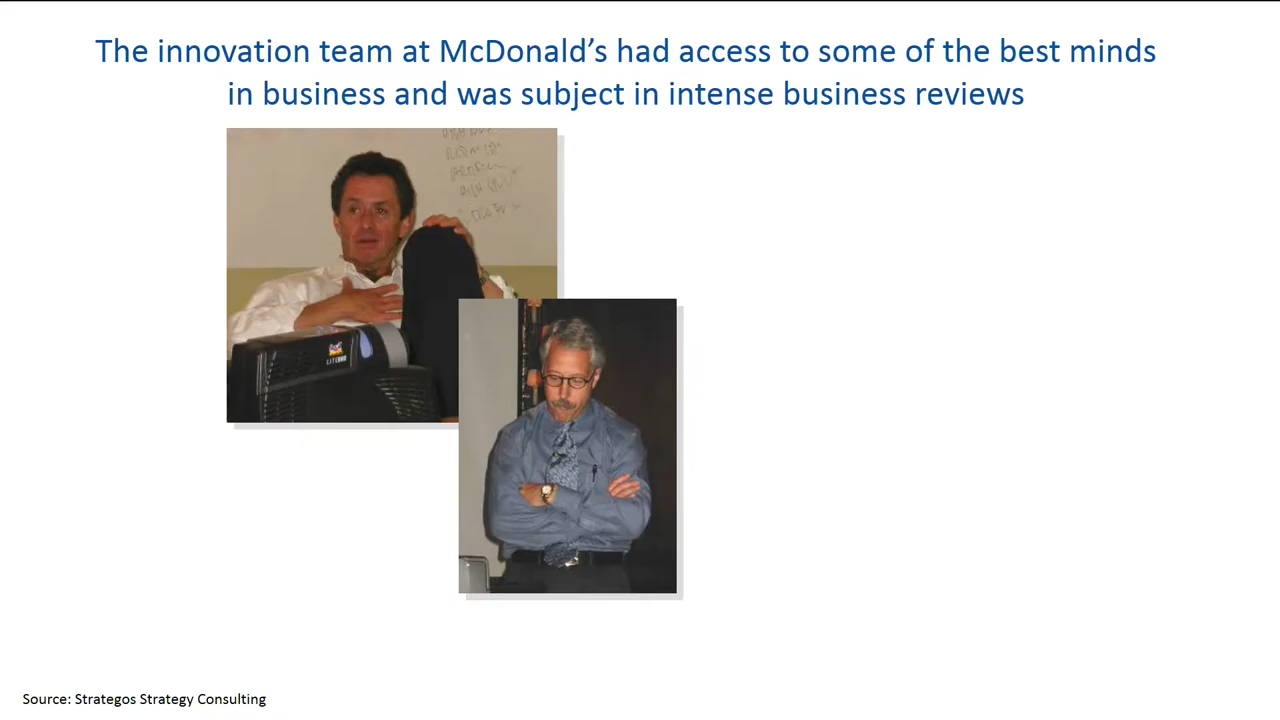 The innovation team at McDonald's had access to some of the best minds
in business and was subject in intense business reviews
Source: Strategos Strategy Consulting